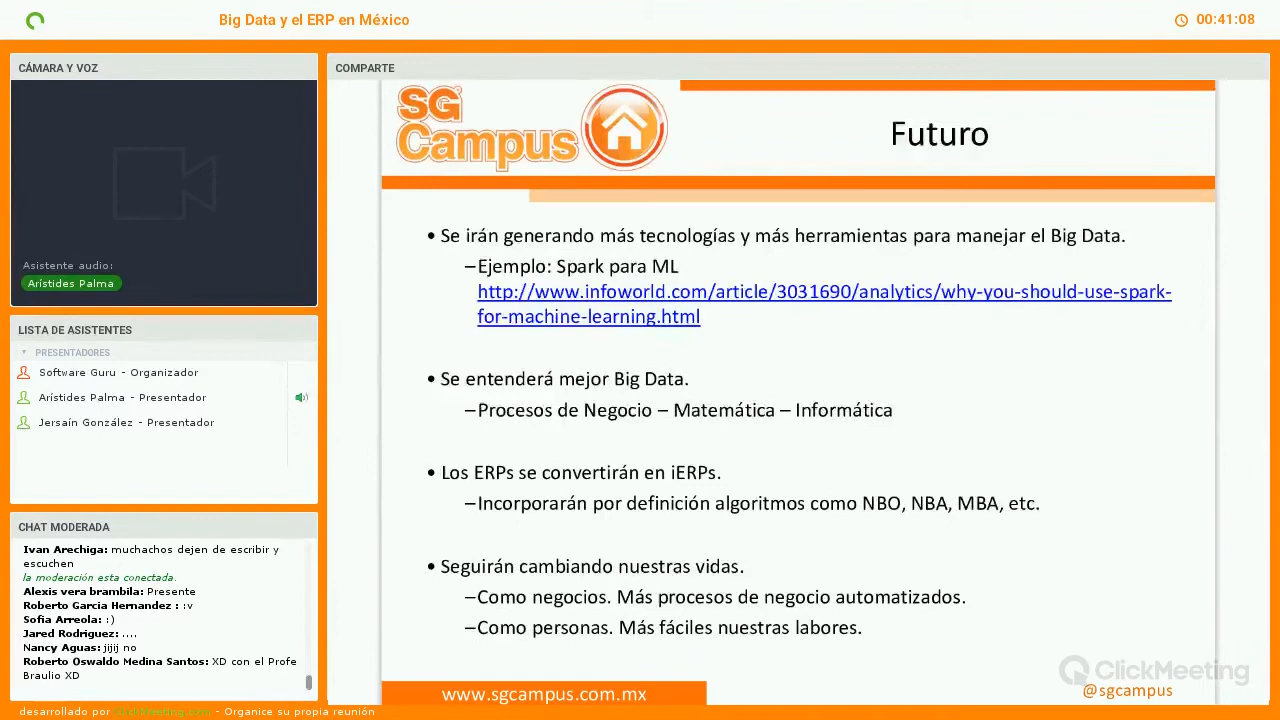 Big Data y el ERP en México
00:41:08
CÁMARA Y VOZ
Asistente audio:
Arístides Palma
LISTA DE ASISTENTES
PRESENTADORES
Software Guru - Organizador
Arístides Palma - Presentador
Jersaín González - Presentador
CHAT MODERADA
Ivan Arechiga: muchachos dejen de escribir y
escuchen
la moderación esta conectada.
Alexis vera brambila: Presente
Roberto García Hernandez : :v
Sofia Arreola: :)
Jared Rodriguez: ....
Nancy Aguas: jijij no
Roberto Oswaldo Medina Santos: XD con el Profe
Braulio XD
COMPARTE
SG
Campus
Futuro
• Se irán generando más tecnologías y más herramientas para manejar el Big Data.
–Ejemplo: Spark para ML
http://www.infoworld.com/article/3031690/analytics/why-you-should-use-spark-
for-machine-learning.html
• Se entenderá mejor Big Data.
–Procesos de Negocio – Matemática – Informática
• Los ERPs se convertirán en iERPs.
–Incorporarán por definición algoritmos como NBO, NBA, MBA, etc.
• Seguirán cambiando nuestras vidas.
–Como negocios. Más procesos de negocio automatizados.
–Como personas. Más fáciles nuestras labores.
ClickMeeting
www.sgcampus.com.mx
@sgcampus
desarrollado por ClickMeeting.com - Organice su propia reunión